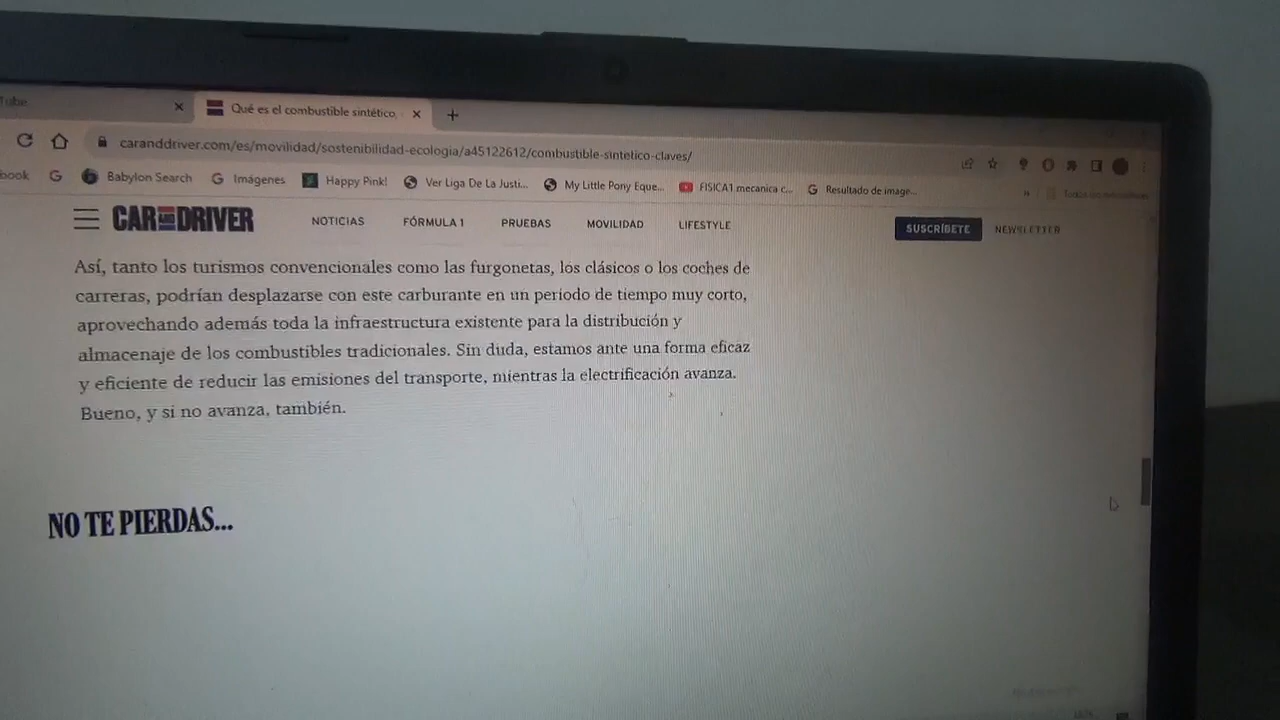 Tube
Qué es el combustible sintético,
caranddriver.com/es/movilidad/sostenibilidad-ecologia/a45122612/combustible-sintetico-claves/
book
Babylon Search
Imágenes
Happy Pink!
Ver Liga De La Justi...
My Little Pony Eque...
FISICA1 mecanica c...
Resultado de image...
»
CAR AND DRIVER
NOTICIAS
FÓRMULA 1
PRUEBAS
MOVILIDAD
LIFESTYLE
SUSCRÍBETE
NEWSLETTER
Así, tanto los turismos convencionales como las furgonetas, los clásicos o los coches de
carreras, podrían desplazarse con este carburante en un periodo de tiempo muy corto,
aprovechando además toda la infraestructura existente para la distribución y
almacenaje de los combustibles tradicionales. Sin duda, estamos ante una forma eficaz
y eficiente de reducir las emisiones del transporte, mientras la electrificación avanza.
Bueno, y si no avanza, también.
NO TE PIERDAS...